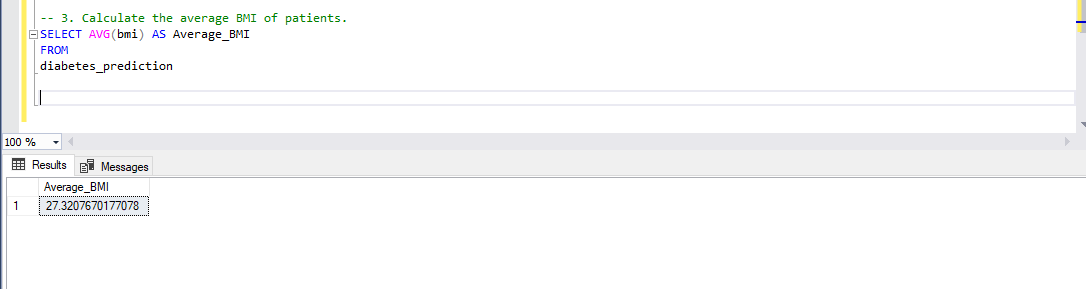 -- 3. Calculate the average BMI of patients.
SELECT AVG(bmi) AS Average_BMI
FROM
diabetes_prediction
100 %
Results Messages
Average_BMI
1 27.3207670177078